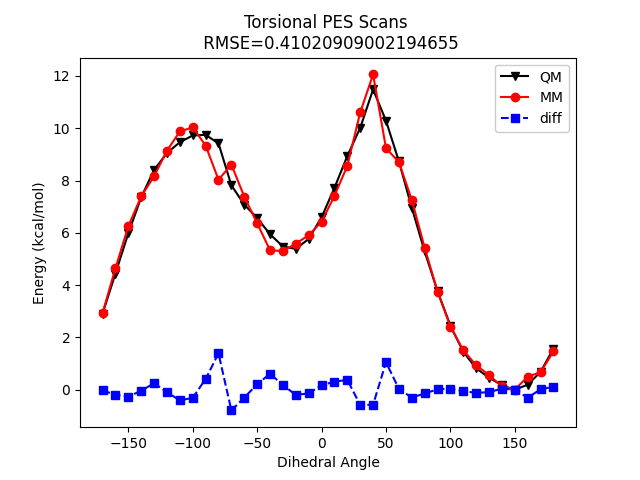 Torsional PES Scans
RMSE=0.41020909002194655
QM
MM
diff
Energy (kcal/mol)
12
10
8
6
4
2
0
−150
−100
−50
0
50
100
150
Dihedral Angle